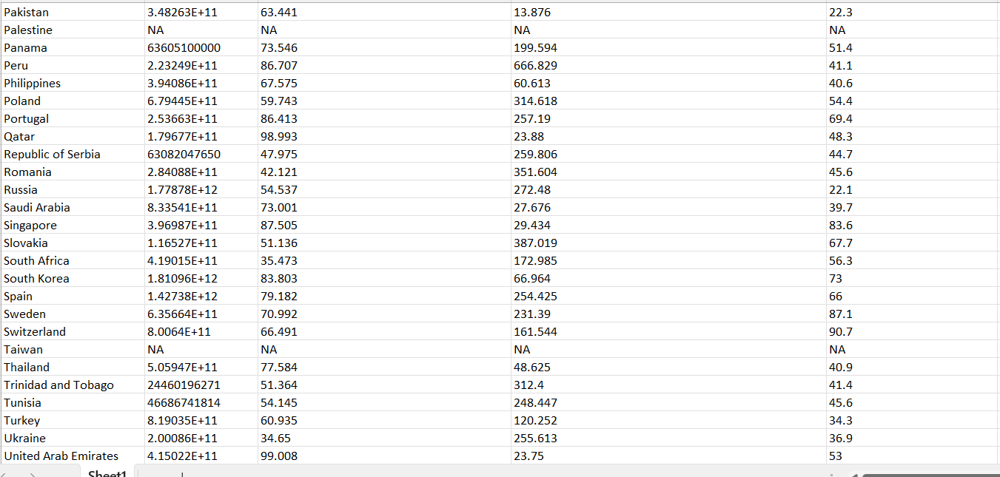 Pakistan 3.48263E+11 63.441 13.876 22.3
Palestine NA NA NA NA
Panama 63605100000 73.546 199.594 51.4
Peru 2.23249E+11 86.707 666.829 41.1
Philippines 3.94086E+11 67.575 60.613 40.6
Poland 6.79445E+11 59.743 314.618 54.4
Portugal 2.53663E+11 86.413 257.19 69.4
Qatar 1.79677E+11 98.993 23.88 48.3
Republic of Serbia 63082047650 47.975 259.806 44.7
Romania 2.84088E+11 42.121 351.604 45.6
Russia 1.77878E+12 54.537 272.48 22.1
Saudi Arabia 8.33541E+11 73.001 27.676 39.7
Singapore 3.96987E+11 87.505 29.434 83.6
Slovakia 1.16527E+11 51.136 387.019 67.7
South Africa 4.19015E+11 35.473 172.985 56.3
South Korea 1.81096E+12 83.803 66.964 73
Spain 1.42738E+12 79.182 254.425 66
Sweden 6.35664E+11 70.992 231.39 87.1
Switzerland 8.0064E+11 66.491 161.544 90.7
Taiwan NA NA NA NA
Thailand 5.05947E+11 77.584 48.625 40.9
Trinidad and Tobago 24460196271 51.364 312.4 41.4
Tunisia 46686741814 54.145 248.447 45.6
Turkey 8.19035E+11 60.935 120.252 34.3
Ukraine 2.00086E+11 34.65 255.613 36.9
United Arab Emirates 4.15022E+11 99.008 23.75 53
Sheet1